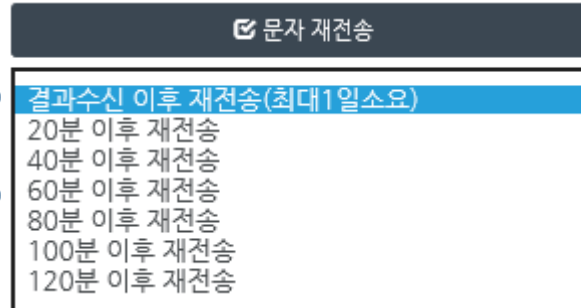 문자 재전송
결과수신 이후 재전송(최대1일소요)
20분 이후 재전송
40분 이후 재전송
60분 이후 재전송
80분 이후 재전송
100분 이후 재전송
120분 이후 재전송